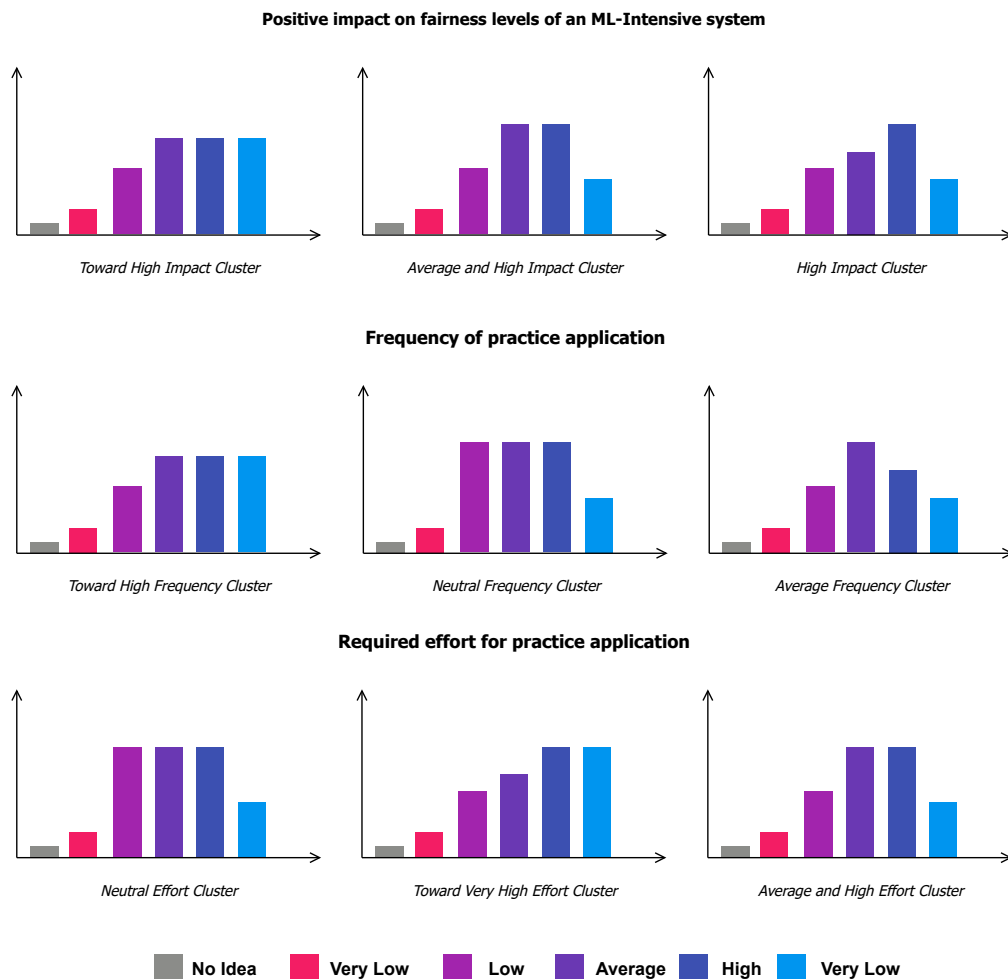 Positive impact on fairness levels of an ML-Intensive system
Toward High Impact Cluster
Average and High Impact Cluster
High Impact Cluster
Frequency of practice application
Toward High Frequency Cluster
Neutral Frequency Cluster
Average Frequency Cluster
Required effort for practice application
Neutral Effort Cluster
Toward Very High Effort Cluster
Average and High Effort Cluster
No Idea
Very Low
Low
Average
High
Very Low